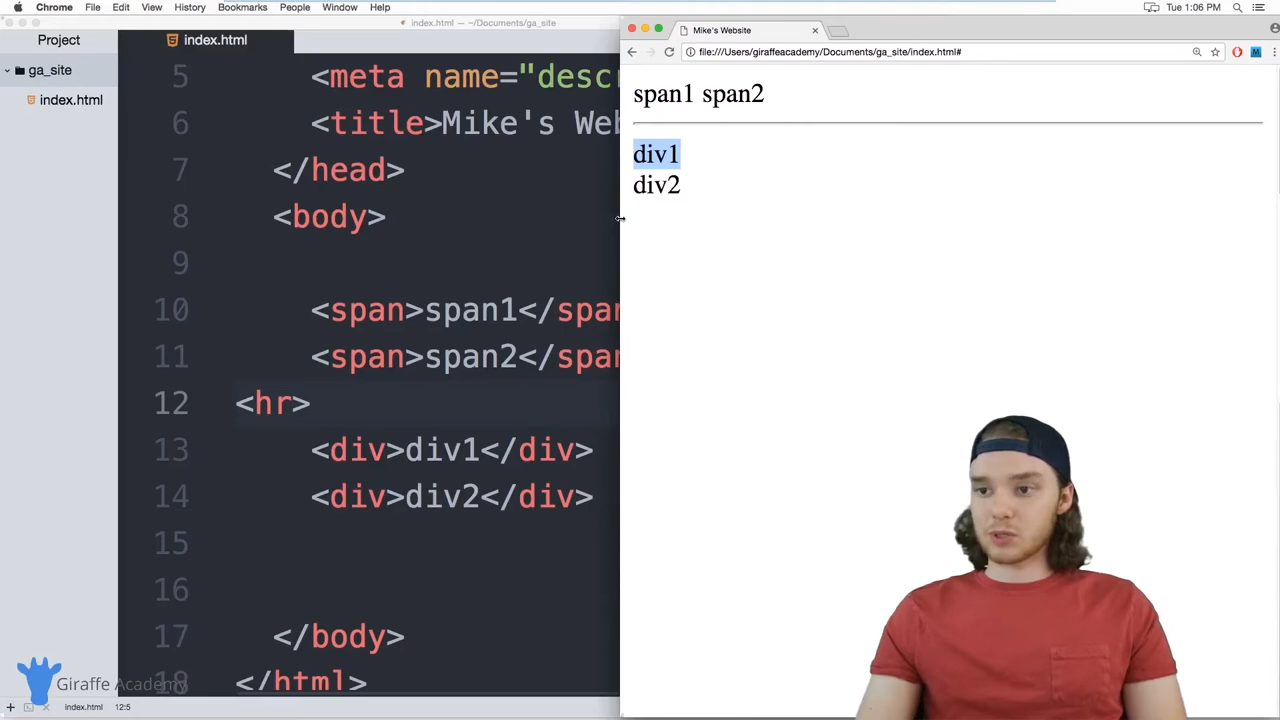 Chrome File Edit View History Bookmarks People Window Help Tue 1:06 PM
index.html — ~/Documents/ga_site
Project
index.html
Mike's Website
ga_site
index.html
file:///Users/giraffeacademy/Documents/ga_site/index.html#
5 <meta name="desc
6 <title>Mike's We
7 </head>
8 <body>
9
10 <span>span1</span
11 <span>span2</span
12 <hr>
13 <div>div1</div>
14 <div>div2</div>
15
16
17 </body>
18 </html>
span1 span2
div1
div2
Giraffe Academy
index.html 12:5